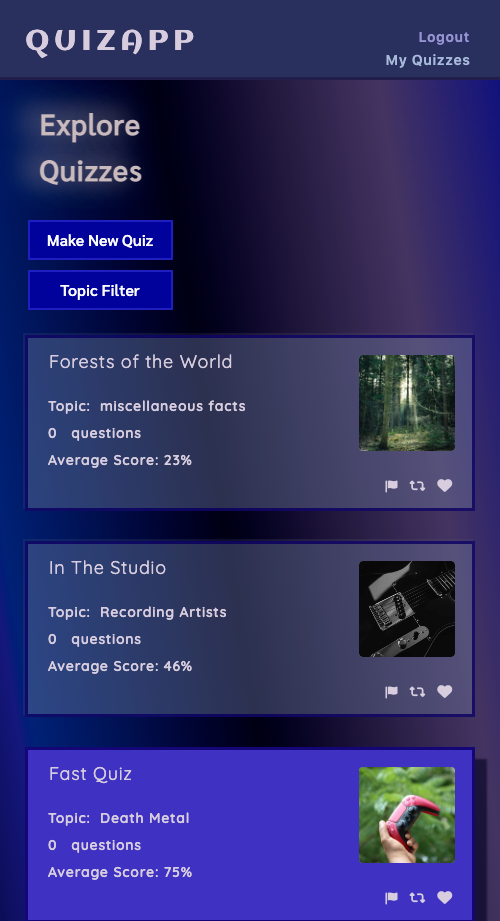 QUIZAPP
Logout
My Quizzes
Explore
Quizzes
Make New Quiz
Topic Filter
Forests of the World
Topic: miscellaneous facts
0 questions
Average Score: 23%
In The Studio
Topic: Recording Artists
0 questions
Average Score: 46%
Fast Quiz
Topic: Death Metal
0 questions
Average Score: 75%